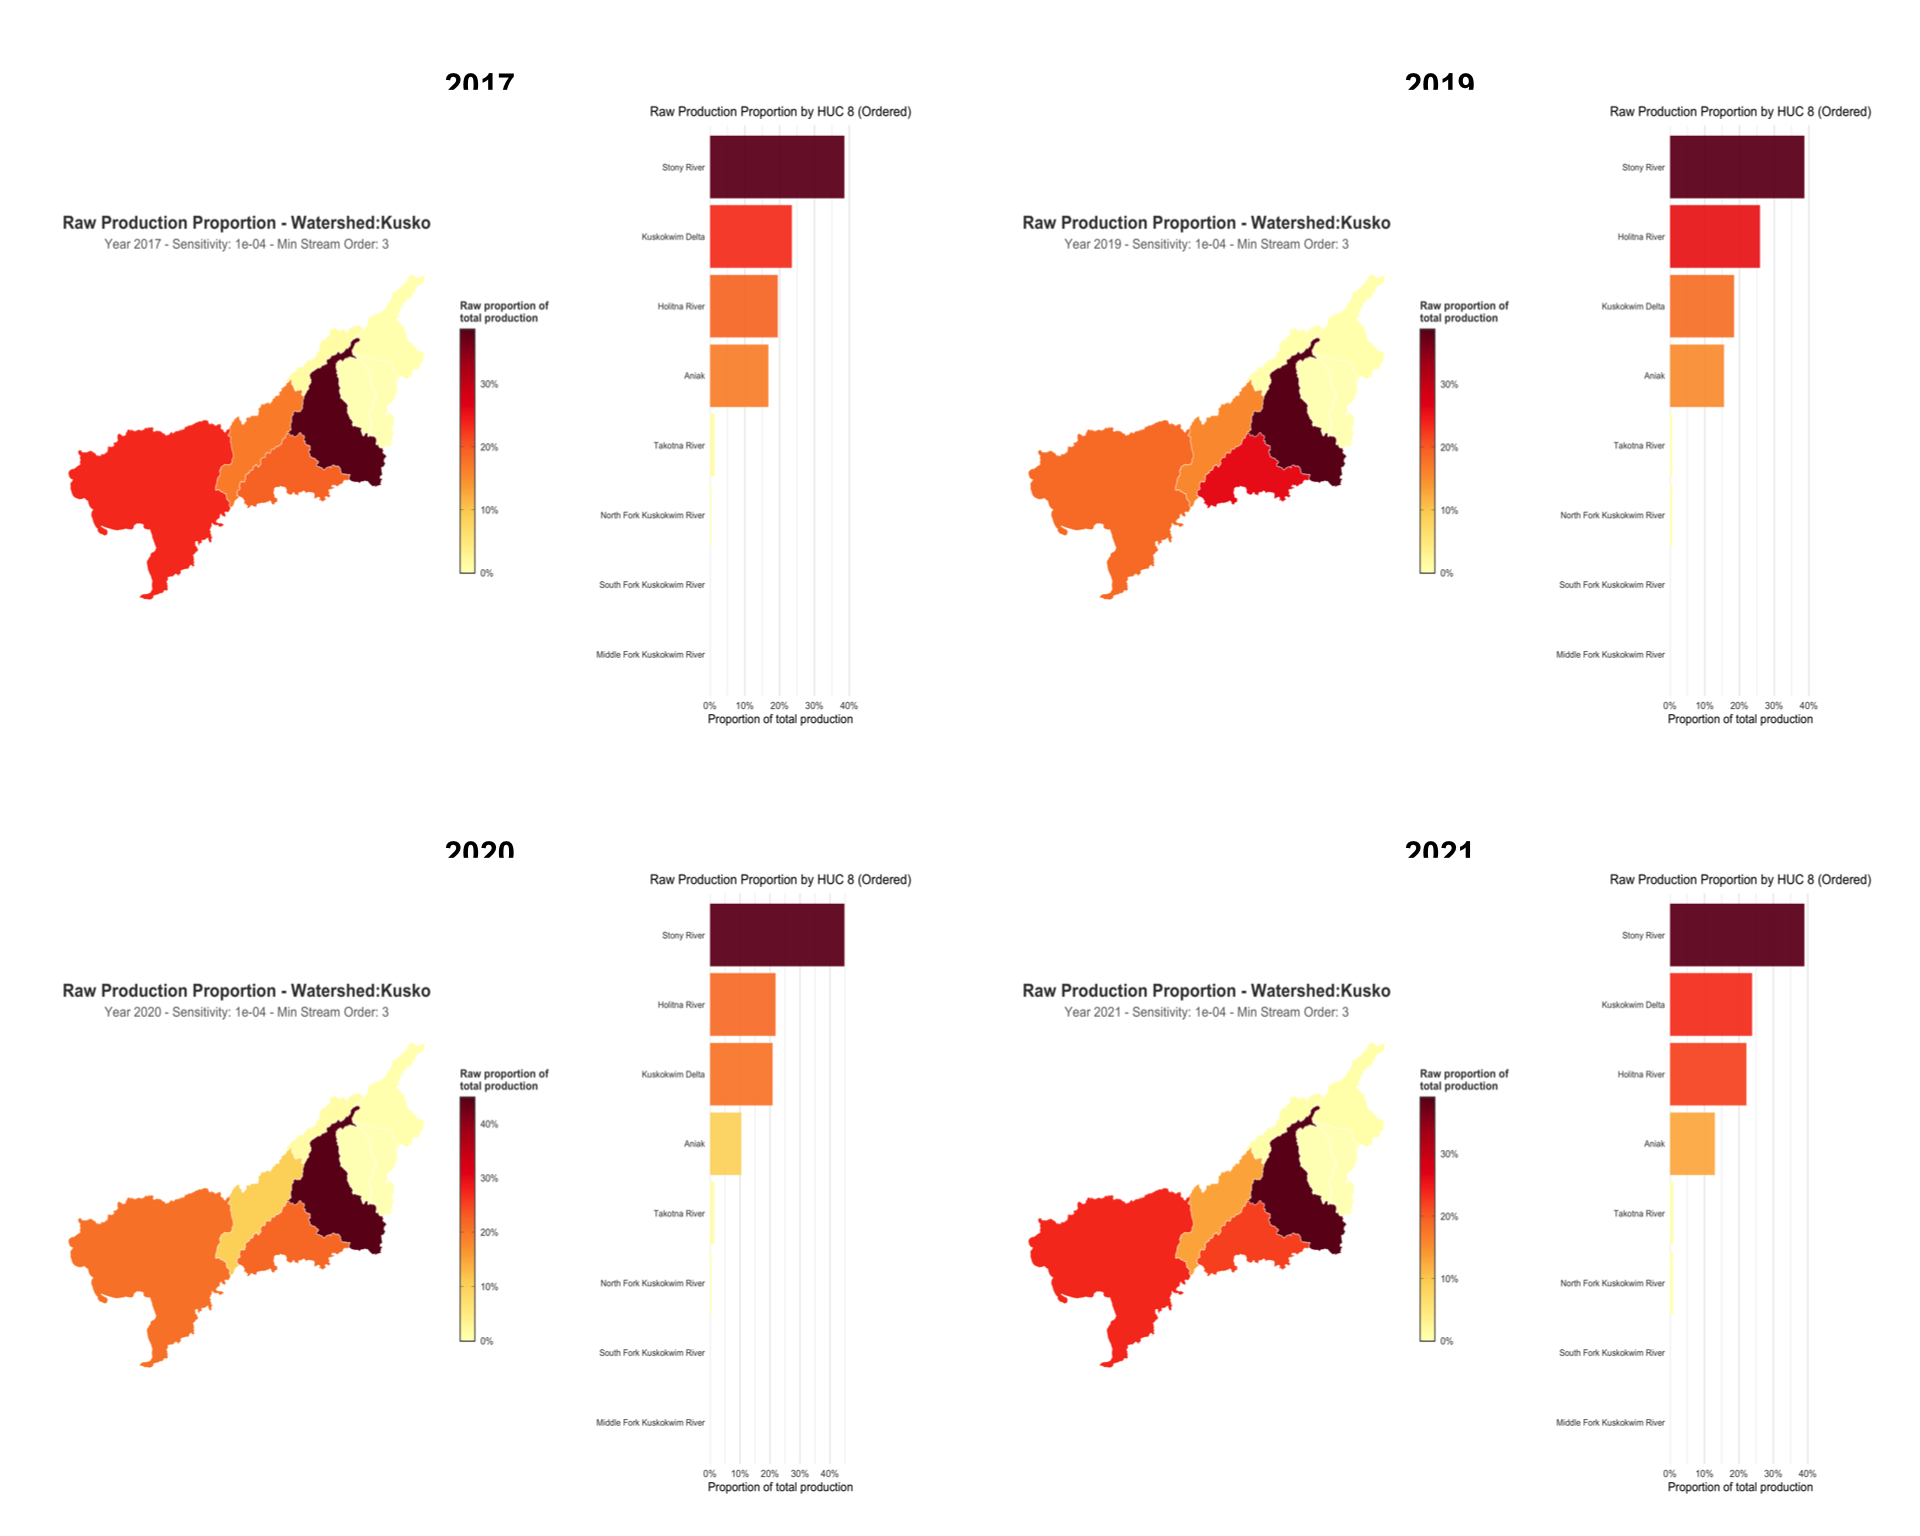 2017
Raw Production Proportion by HUC 8 (Ordered)
Raw Production Proportion - Watershed:Kusko
Year 2017 - Sensitivity: 1e-04 - Min Stream Order: 3
Raw proportion of
total production
30%
20%
10%
0%
Stony River
Kuskokwim Delta
Holitna River
Aniak
Takotna River
North Fork Kuskokwim River
South Fork Kuskokwim River
Middle Fork Kuskokwim River
0% 10% 20% 30% 40%
Proportion of total production
2019
Raw Production Proportion by HUC 8 (Ordered)
Raw Production Proportion - Watershed:Kusko
Year 2019 - Sensitivity: 1e-04 - Min Stream Order: 3
Raw proportion of
total production
30%
20%
10%
0%
Stony River
Holitna River
Kuskokwim Delta
Aniak
Takotna River
North Fork Kuskokwim River
South Fork Kuskokwim River
Middle Fork Kuskokwim River
0% 10% 20% 30% 40%
Proportion of total production
2020
Raw Production Proportion by HUC 8 (Ordered)
Raw Production Proportion - Watershed:Kusko
Year 2020 - Sensitivity: 1e-04 - Min Stream Order: 3
Raw proportion of
total production
40%
30%
20%
10%
0%
Stony River
Holitna River
Kuskokwim Delta
Aniak
Takotna River
North Fork Kuskokwim River
South Fork Kuskokwim River
Middle Fork Kuskokwim River
0% 10% 20% 30% 40%
Proportion of total production
2021
Raw Production Proportion by HUC 8 (Ordered)
Raw Production Proportion - Watershed:Kusko
Year 2021 - Sensitivity: 1e-04 - Min Stream Order: 3
Raw proportion of
total production
30%
20%
10%
0%
Stony River
Kuskokwim Delta
Holitna River
Aniak
Takotna River
North Fork Kuskokwim River
South Fork Kuskokwim River
Middle Fork Kuskokwim River
0% 10% 20% 30% 40%
Proportion of total production